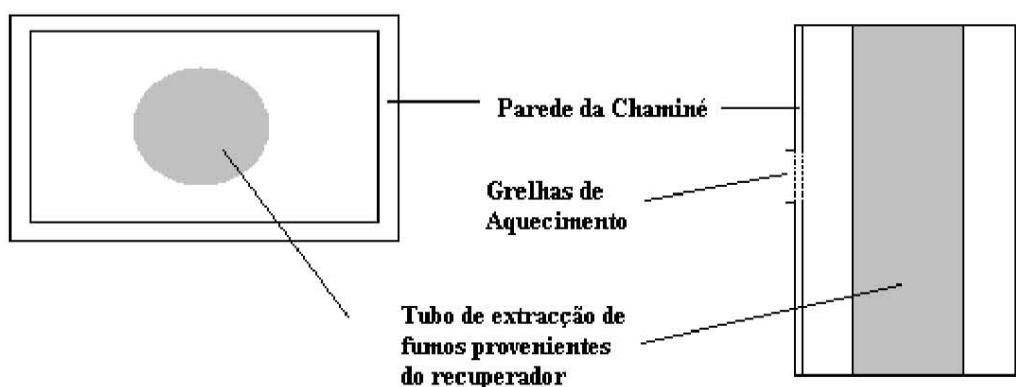 Parede da Chaminé
Grelhas de
Aquecimento
Tubo de extracção de
fumos provenientes
do recuperador